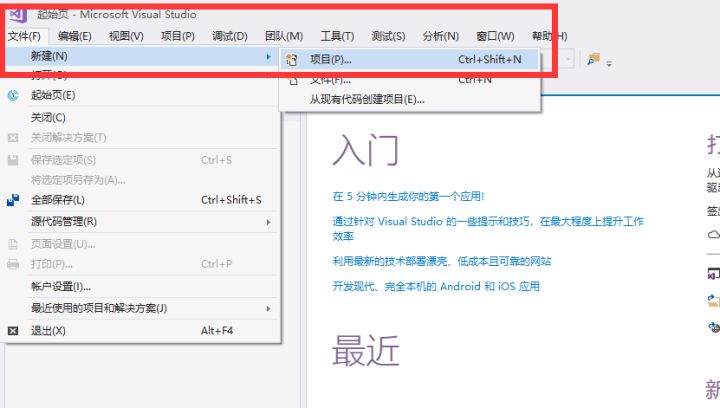 起始页 - Microsoft Visual Studio
文件(F) 编辑(E) 视图(V) 项目(P) 调试(D) 团队(M) 工具(T) 测试(S) 分析(N) 窗口(W) 帮助(H)
新建(N)
项目(P)... Ctrl+Shift+N
打开(O)
文件(F)... Ctrl+N
起始页(E)
从现有代码创建项目(E)...
关闭(C)
关闭解决方案(T)
保存选定项(S) Ctrl+S
将选定项另存为(A)...
全部保存(L) Ctrl+Shift+S
源代码管理(R)
页面设置(U)...
打印(P)... Ctrl+P
帐户设置(I)...
最近使用的项目和解决方案(J)
退出(X) Alt+F4
入门
在 5 分钟内生成你的第一个应用!
通过针对 Visual Studio 的一些提示和技巧，在最大程度上提升工作
效率
利用最新的技术部署漂亮、低成本且可靠的网站
开发现代、完全本机的 Android 和 iOS 应用
最近
打
驱动
新